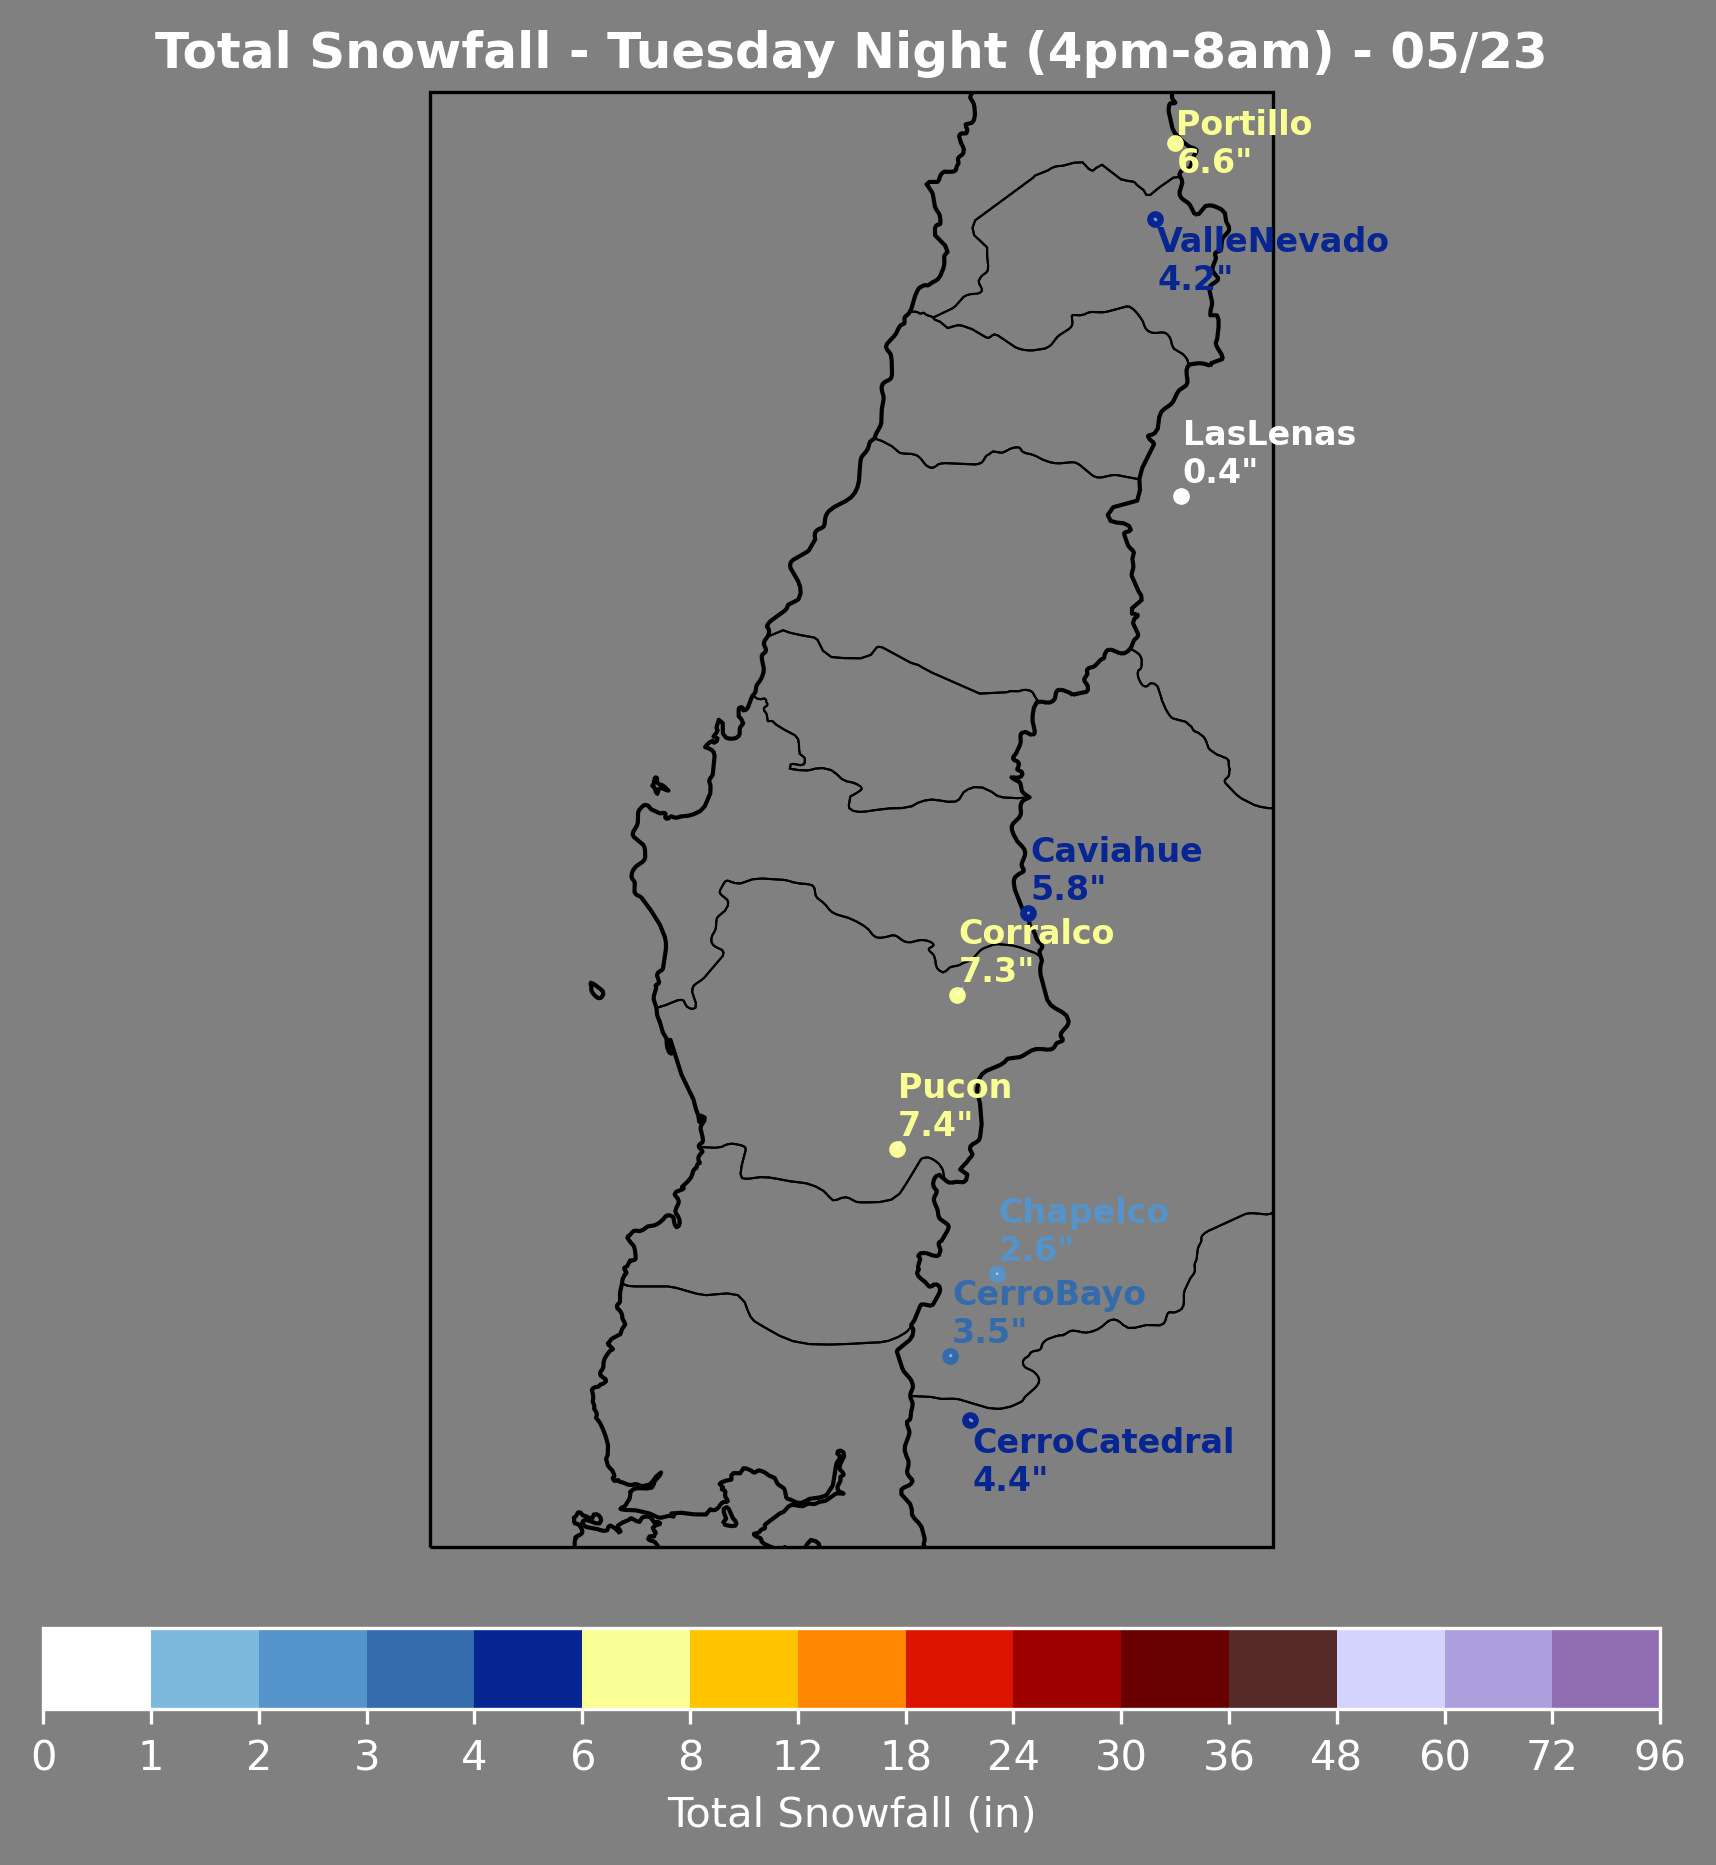 Total Snowfall - Tuesday Night (4pm-8am) - 05/23
Portillo
6.6"
ValleNevado
4.2"
LasLenas
0.4"
Caviahue
5.8"
Corralco
7.3"
Pucon
7.4"
Chapelco
2.6"
CerroBayo
3.5"
CerroCatedral
4.4"
0 1 2 3 4 6 8 12 18 24 30 36 48 60 72 96
Total Snowfall (in)